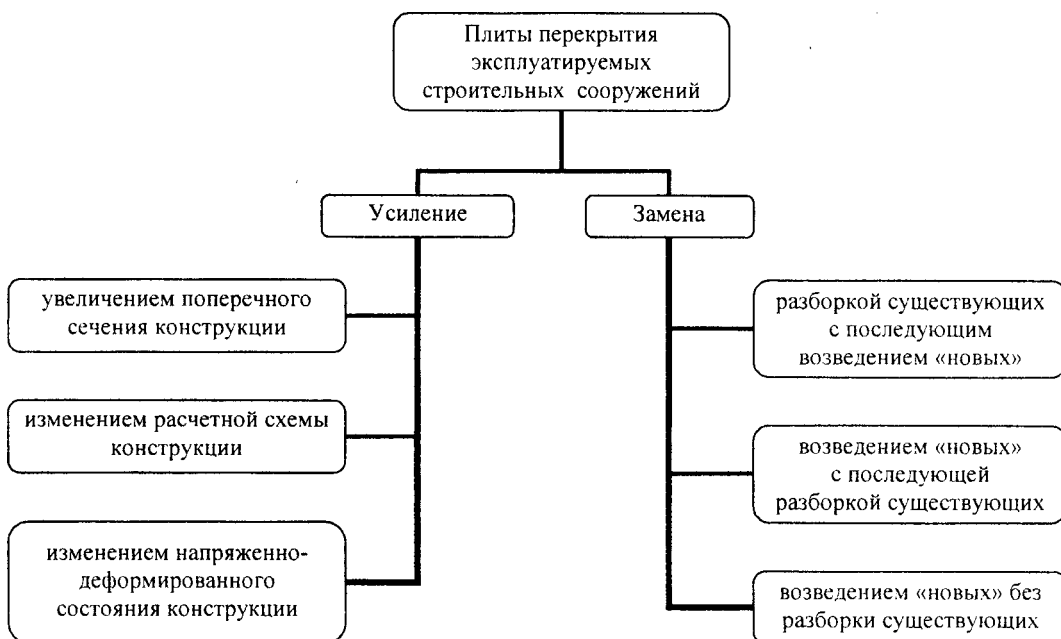 Плиты перекрытия
эксплуатируемых
строительных сооружений
Усиление
Замена
увеличением поперечного
сечения конструкции
изменением расчетной схемы
конструкции
изменением напряженно-
деформированного
состояния конструкции
разборкой существующих
с последующим
возведением «новых»
возведением «новых»
с последующей
разборкой существующих
возведением «новых» без
разборки существующих